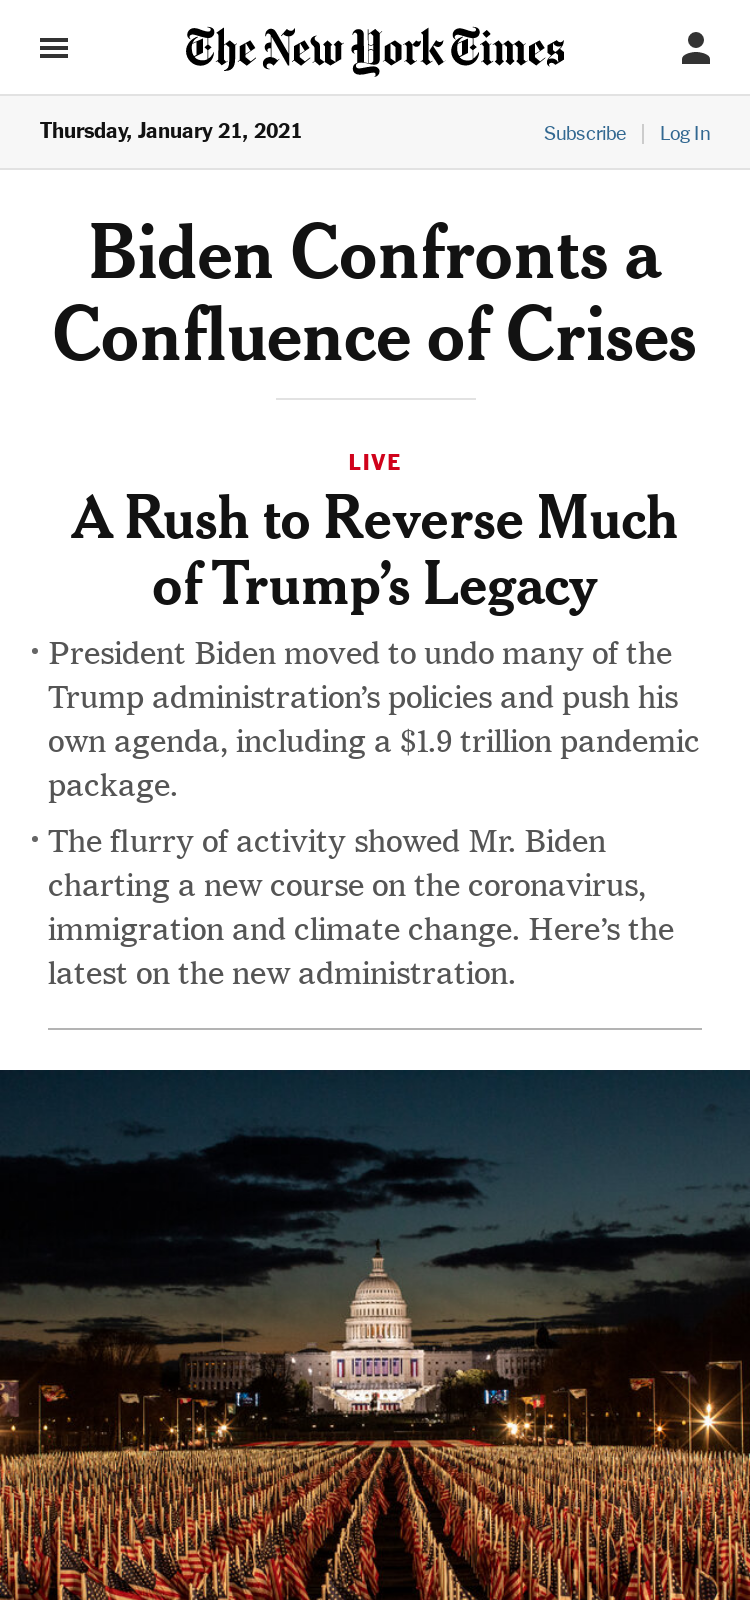 The New York Times
Thursday, January 21, 2021
Subscribe | Log In
Biden Confronts a
Confluence of Crises
LIVE
A Rush to Reverse Much
of Trump’s Legacy
• President Biden moved to undo many of the
Trump administration’s policies and push his
own agenda, including a $1.9 trillion pandemic
package.
• The flurry of activity showed Mr. Biden
charting a new course on the coronavirus,
immigration and climate change. Here’s the
latest on the new administration.